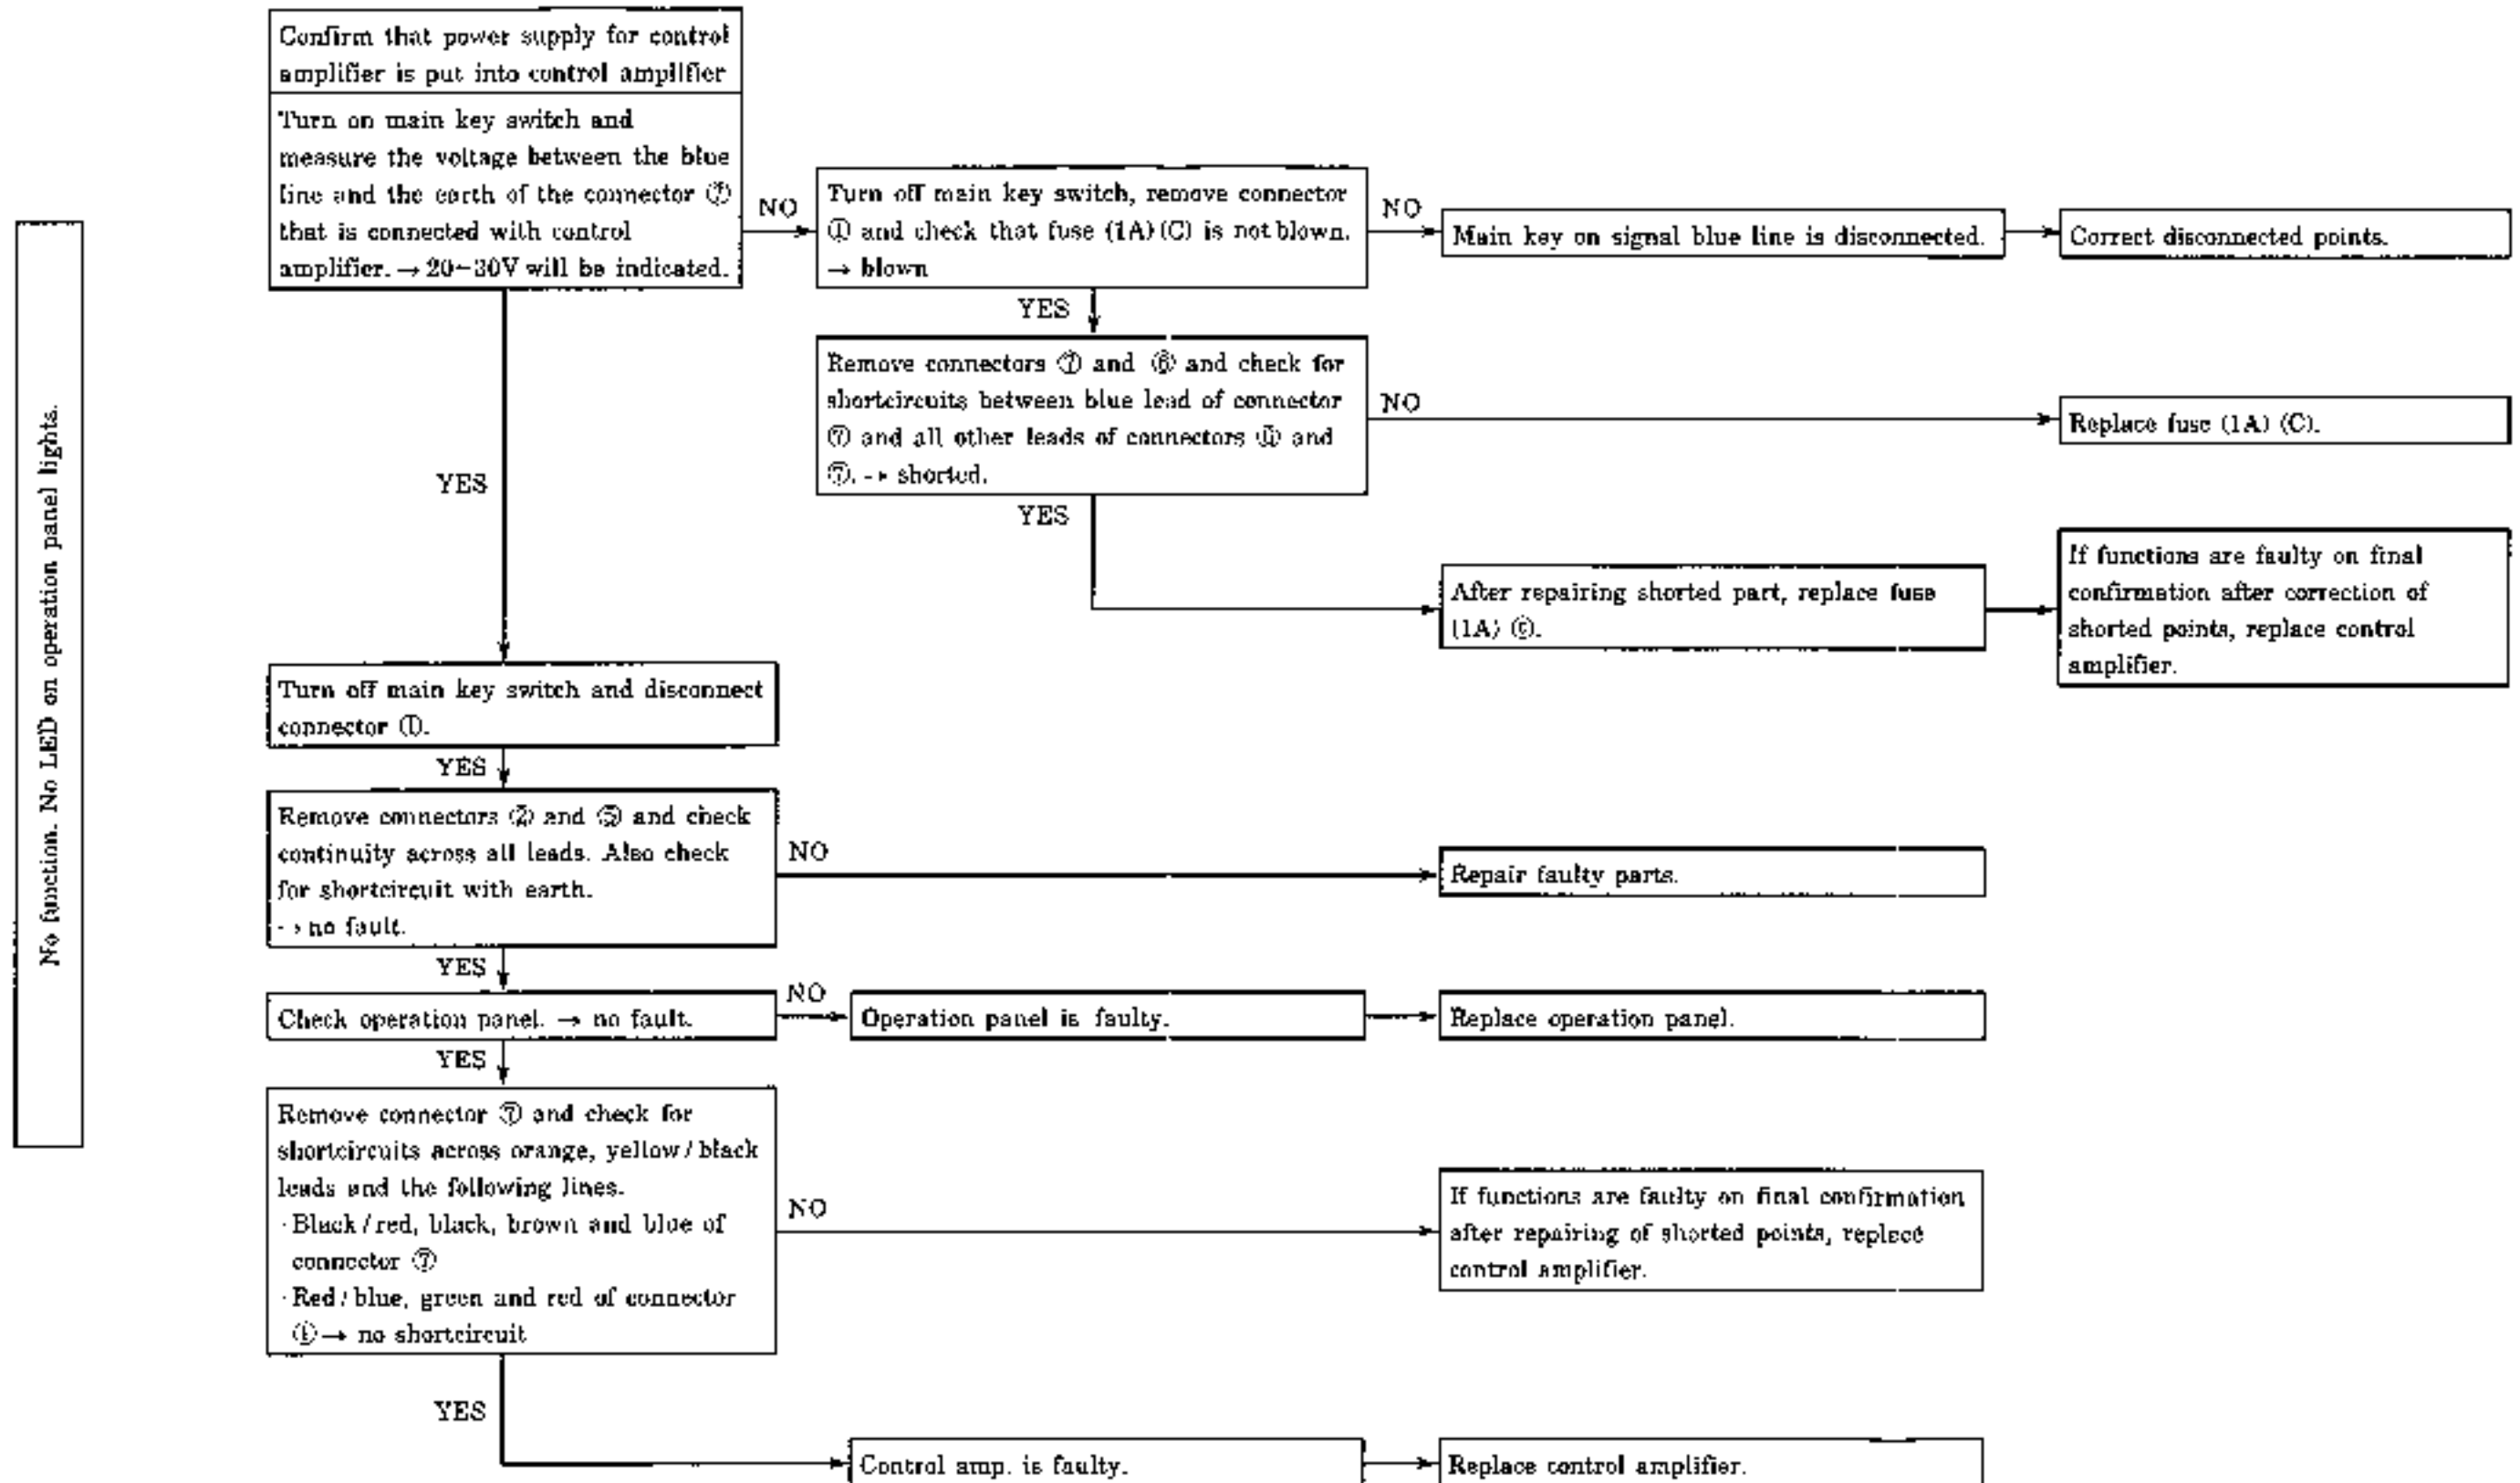 No function. No LED on operation panel lights.
Confirm that power supply for control
amplifier is put into control amplifier
Turn on main key switch and
measure the voltage between the blue
line and the earth of the connector ⑦
that is connected with control
amplifier. → 20~30V will be indicated.
NO
Turn off main key switch, remove connector
① and check that fuse (1A) (C) is not blown.
→ blown
NO
Main key on signal blue line is disconnected.
Correct disconnected points.
YES
Remove connectors ⑦ and ⑥ and check for
shortcircuits between blue lead of connector
⑦ and all other leads of connectors and
⑦. → shorted.
NO
Replace fuse (1A) (C).
YES
After repairing shorted part, replace fuse
(1A) ©.
If functions are faulty on final
confirmation after correction of
shorted points, replace control
amplifier.
YES
Turn off main key switch and disconnect
connector ①.
YES
Remove connectors ② and ⑤ and check
continuity across all leads. Also check
for shortcircuit with earth.
→ no fault.
NO
Repair faulty parts.
YES
Check operation panel. → no fault.
NO
Operation panel is faulty.
Replace operation panel.
YES
Remove connector ⑦ and check for
shortcircuits across orange, yellow/black
leads and the following lines.
· Black/red, black, brown and blue of
connector ⑦
· Red/blue, green and red of connector
→ no shortcircuit
NO
If functions are faulty on final confirmation
after repairing of shorted points, replace
control amplifier.
YES
Control amp. is faulty.
Replace control amplifier.